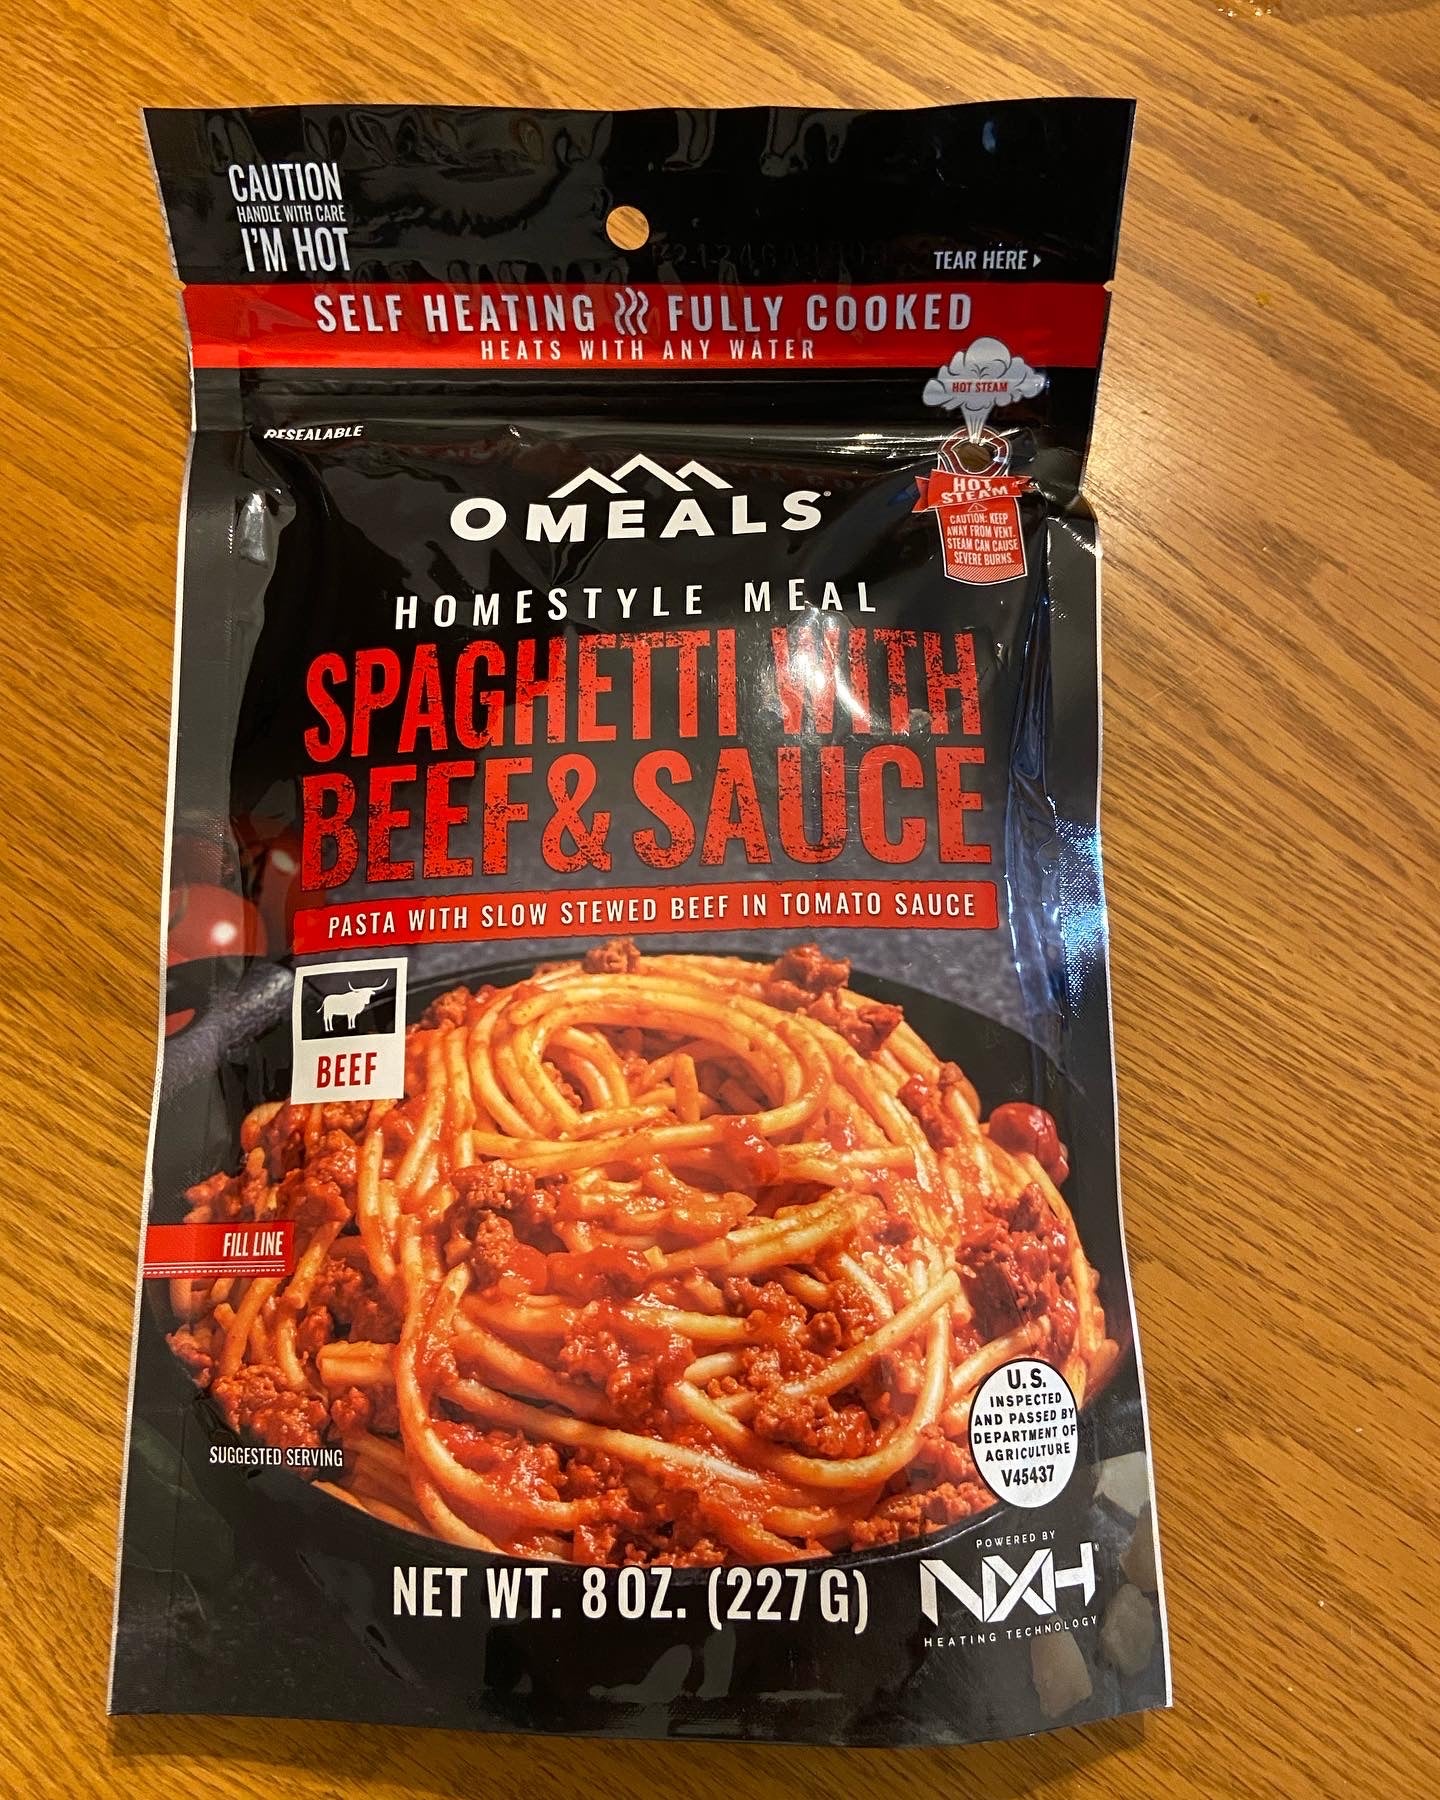 CAUTION
HANDLE WITH CARE
I'M HOT
TEAR HERE
SELF HEATING FULLY COOKED
HEATS WITH ANY WATER
HOT STEAM
RESEALABLE
OMEALS®
HOT
STEAM
CAUTION: KEEP
AWAY FROM VENT.
STEAM CAN CAUSE
SEVERE BURNS.
HOMESTYLE MEAL
SPAGHETTI WITH
BEEF & SAUCE
PASTA WITH SLOW STEWED BEEF IN TOMATO SAUCE
BEEF
FILL LINE
SUGGESTED SERVING
U.S.
INSPECTED
AND PASSED BY
DEPARTMENT OF
AGRICULTURE
V45437
NET WT. 8 OZ. (227 G)
POWERED BY
NXH®
HEATING TECHNOLOGY